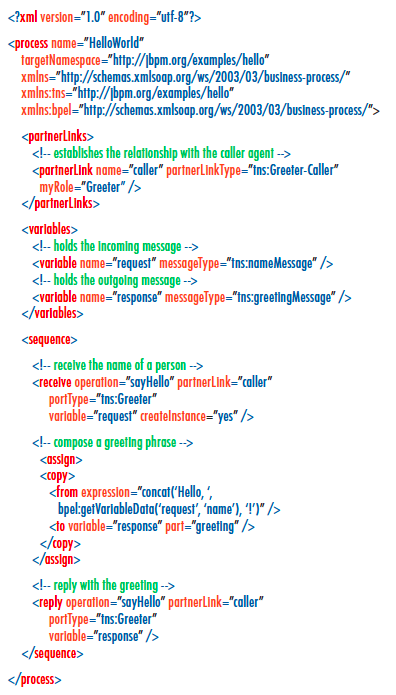 <?xml version="1.0" encoding="utf-8"?>
<process name="HelloWorld"
targetNamespace="http://jbpm.org/examples/hello"
xmlns="http://schemas.xmlsoap.org/ws/2003/03/business-process/"
xmlns:tns="http://jbpm.org/examples/hello"
xmlns:bpel="http://schemas.xmlsoap.org/ws/2003/03/business-process/">
<partnerLinks>
<!-- establishes the relationship with the caller agent -->
<partnerLink name="caller" partnerLinkType="tns:Greeter-Caller"
myRole="Greeter" />
</partnerLinks>
<variables>
<!-- holds the incoming message -->
<variable name="request" messageType="tns:nameMessage" />
<!-- holds the outgoing message -->
<variable name="response" messageType="tns:greetingMessage" />
</variables>
<sequence>
<!-- receive the name of a person -->
<receive operation="sayHello" partnerLink="caller"
portType="tns:Greeter"
variable="request" createInstance="yes" />
<!-- compose a greeting phrase -->
<assign>
<copy>
<from expression="concat('Hello, ',
bpel:getVariableData('request', 'name'), '!')" />
<to variable="response" part="greeting" />
</copy>
</assign>
<!-- reply with the greeting -->
<reply operation="sayHello" partnerLink="caller"
portType="tns:Greeter"
variable="response" />
</sequence>
</process>